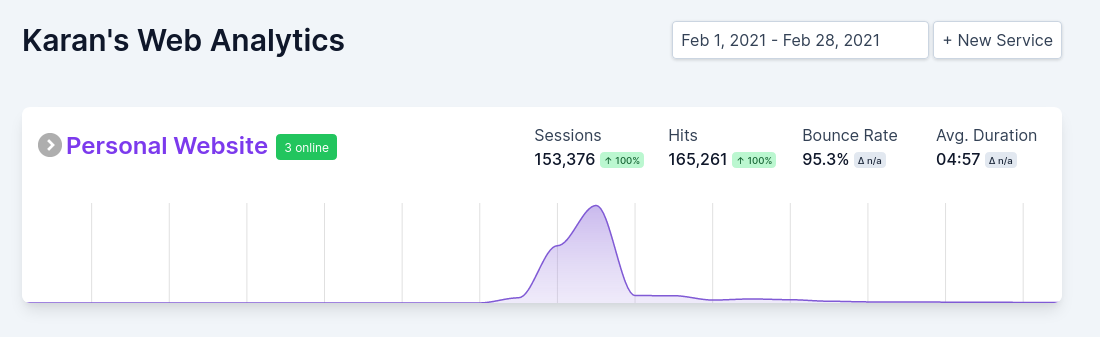 Karan's Web Analytics
Feb 1, 2021 - Feb 28, 2021
+ New Service
Personal Website
3 online
Sessions
153,376 ↑ 100%
Hits
165,261 ↑ 100%
Bounce Rate
95.3% Δ n/a
Avg. Duration
04:57 Δ n/a